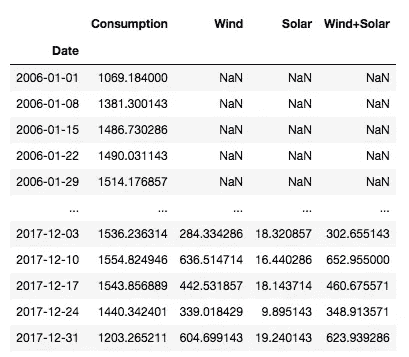 Consumption Wind Solar Wind+Solar
Date
2006-01-01 1069.184000 NaN NaN NaN
2006-01-08 1381.300143 NaN NaN NaN
2006-01-15 1486.730286 NaN NaN NaN
2006-01-22 1490.031143 NaN NaN NaN
2006-01-29 1514.176857 NaN NaN NaN
... ... ... ... ...
2017-12-03 1536.236314 284.334286 18.320857 302.655143
2017-12-10 1554.824946 636.514714 16.440286 652.955000
2017-12-17 1543.856889 442.531857 18.143714 460.675571
2017-12-24 1440.342401 339.018429 9.895143 348.913571
2017-12-31 1203.265211 604.699143 19.240143 623.939286